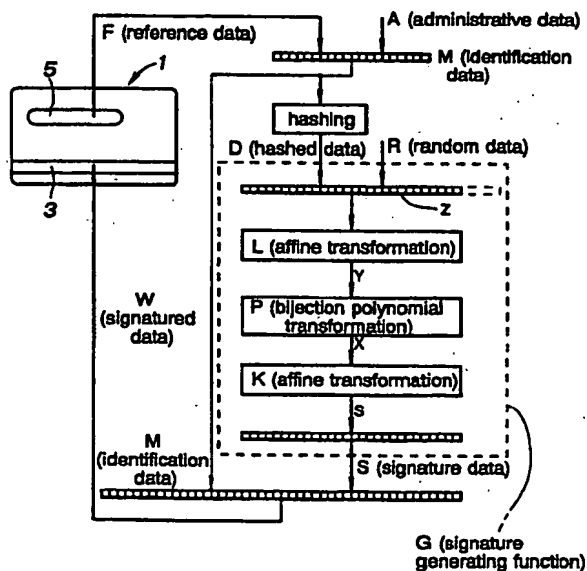 F (reference data)
A (administrative data)
M (identification
data)
5
1
3
hashing
D (hashed data)
R (random data)
Z
L (affine transformation)
Y
P (bijection polynomial
transformation)
X
K (affine transformation)
S
W
(signatured
data)
M
(identification
data)
S (signature data)
G (signature
generating function)